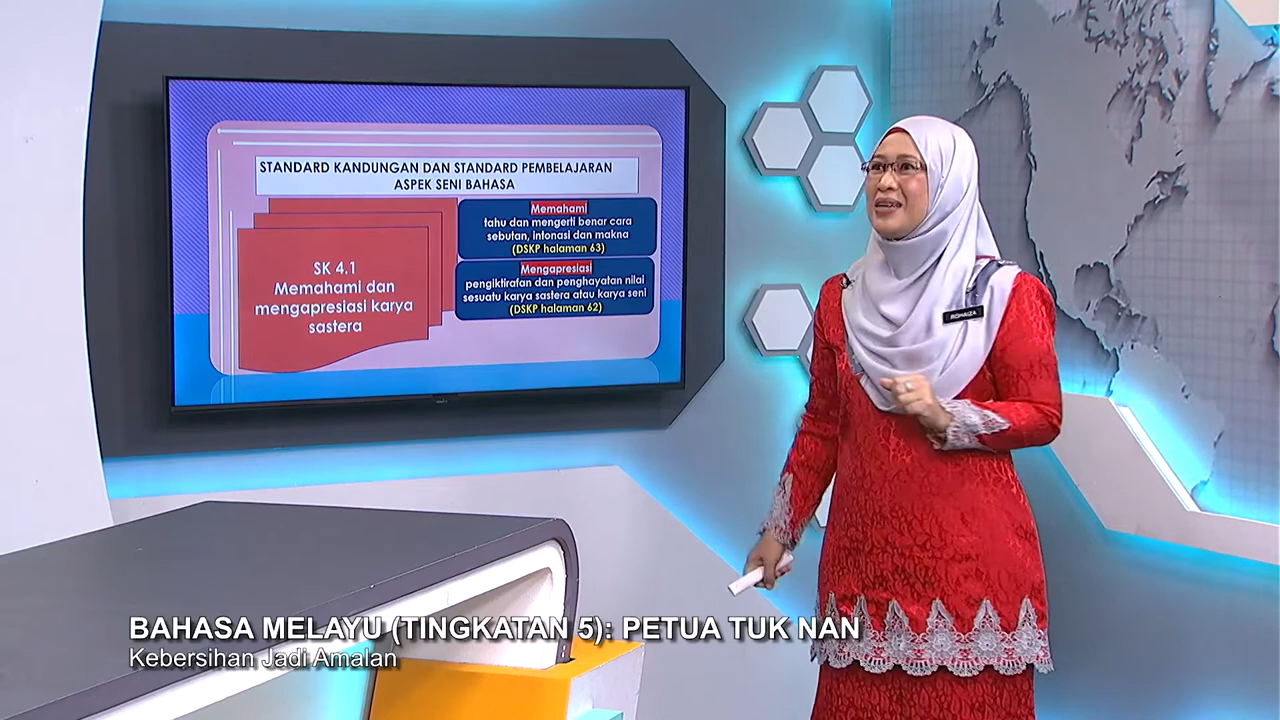 STANDARD KANDUNGAN DAN STANDARD PEMBELAJARAN
ASPEK SENI BAHASA
SK 4.1
Memahami dan
mengapresiasi karya
sastera
Memahami
tahu dan mengerti benar cara
sebutan, intonasi dan makna
(DSKP halaman 63)
Mengapresiasi
pengiktirafan dan penghayatan nilai
sesuatu karya sastera atau karya seni
(DSKP halaman 62)
ROHAIZA
BAHASA MELAYU (TINGKATAN 5): PETUA TUK NAN
Kebersihan Jadi Amalan